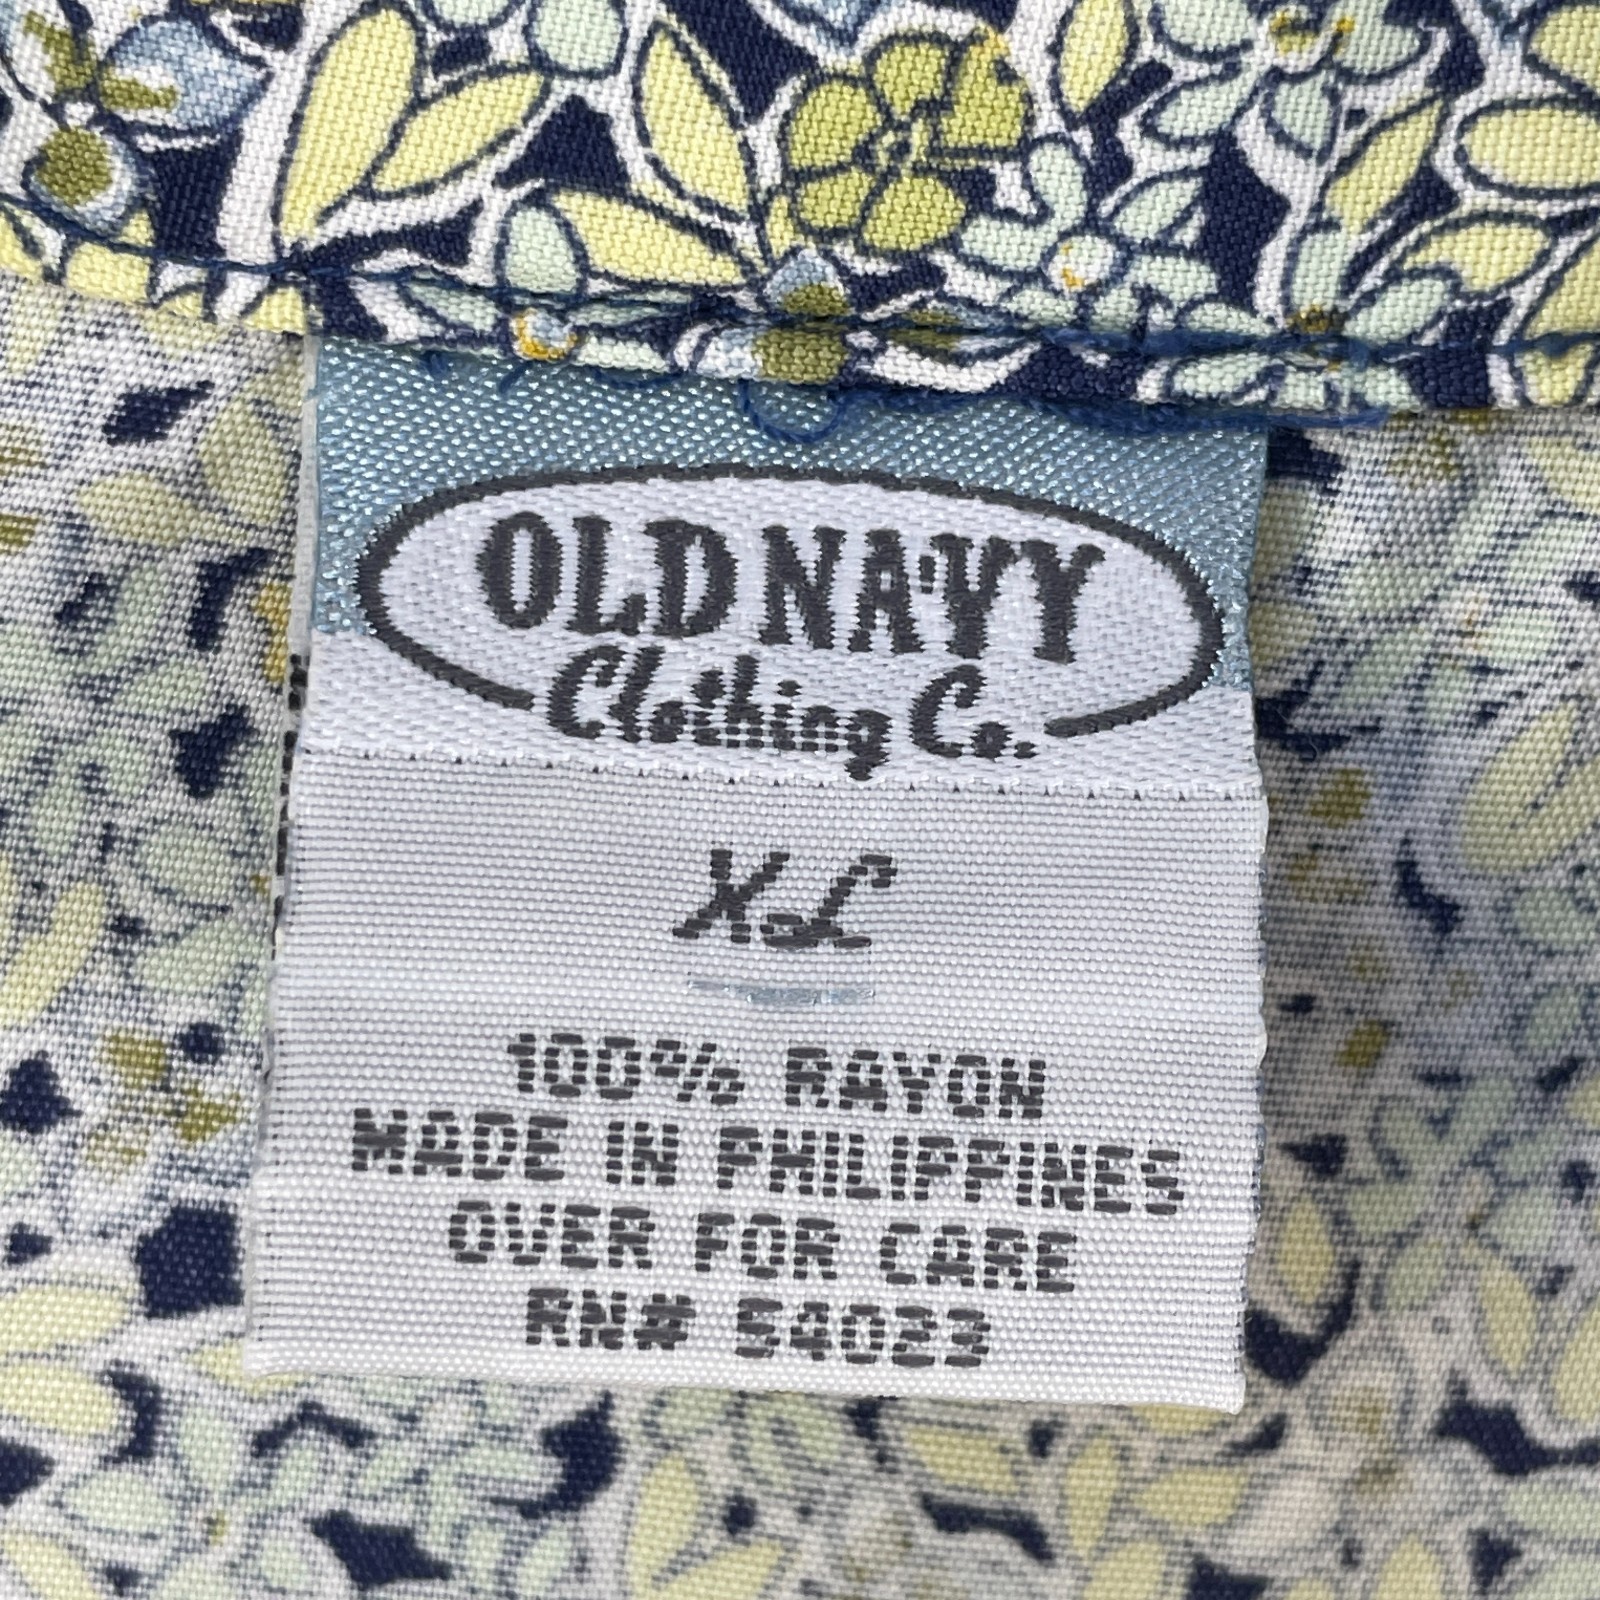 OLD NAVY
Clothing Co.
XL
100% RAYON
MADE IN PHILIPPINES
OVER FOR CARE
RN# 54023